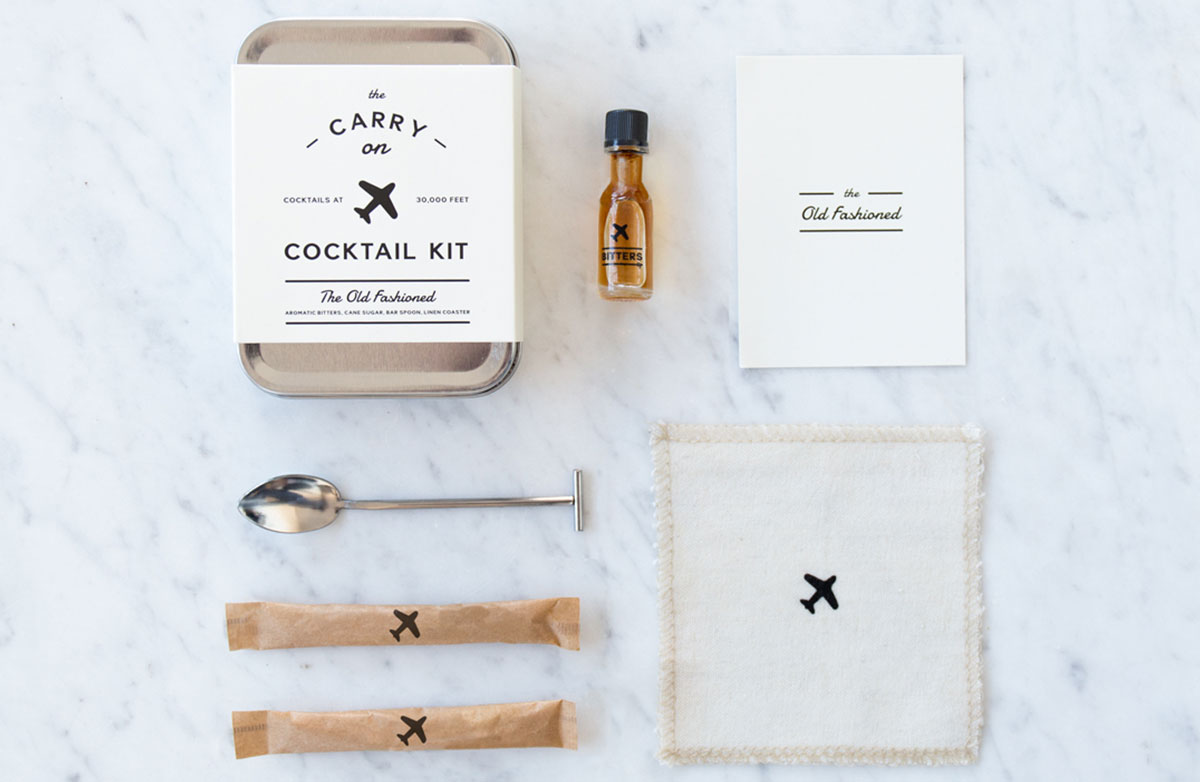 the
CARRY
on
COCKTAILS AT 30,000 FEET
COCKTAIL KIT
The Old Fashioned
AROMATIC BITTERS, CANE SUGAR, BAR SPOON, LINEN COASTER
BITTERS
the
Old Fashioned